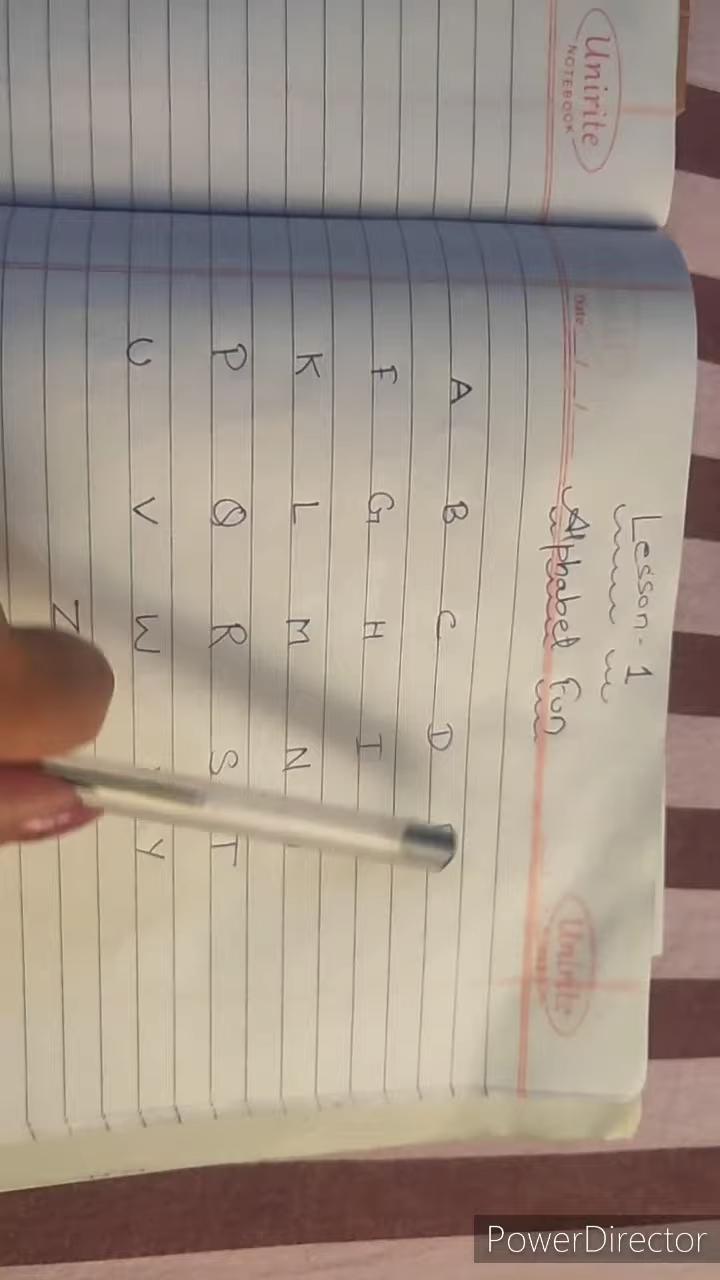 Unirite
NOTEBOOK
Lesson - 1
Date
Alphabet Fun
Unirite
A B C D
F G H I
K L M N
P Q R S T
U V W Y
Z
PowerDirector